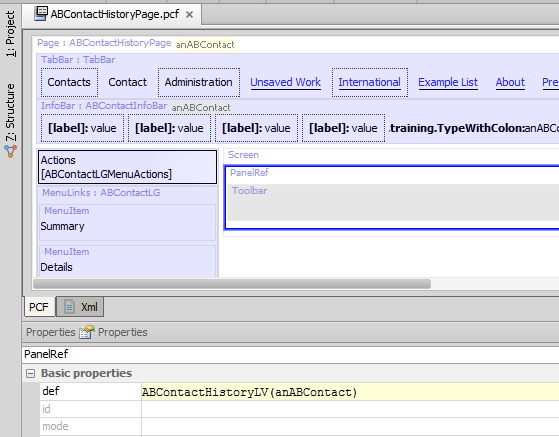 ABContactHistoryPage.pcf ×
1: Project
Z: Structure
Page : ABContactHistoryPage anABContact
TabBar : TabBar
Contacts Contact Administration Unsaved Work International Example List About Pre
InfoBar : ABContactInfoBar anABContact
[label]: value [label]: value [label]: value [label]: value .training.TypeWithColon:anABCo
Actions
[ABContactLGMenuActions]
MenuLinks : ABContactLG
MenuItem
Summary
MenuItem
Details
Screen
PanelRef
Toolbar
PCF Xml
Properties Properties
PanelRef
Basic properties
def ABContactHistoryLV(anABContact)
id
mode